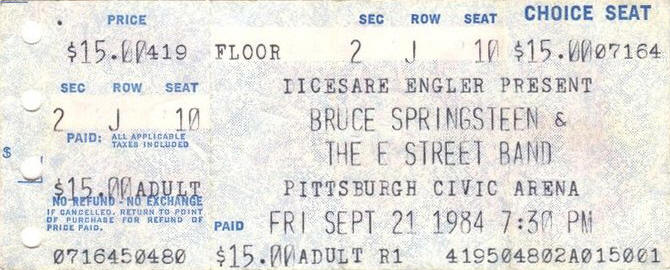 PRICE
$15.00419
SEC ROW SEAT
2 J 10
PAID: ALL APPLICABLE
TAXES INCLUDED
$
$15.00ADULT
NO REFUND - NO EXCHANGE
IF CANCELLED, RETURN TO POINT
OF PURCHASE FOR REFUND OF
PRICE PAID.
0716450480
SEC ROW SEAT CHOICE SEAT
FLOOR 2 J 10 $15.0007164
DICESARE ENGLER PRESENT
BRUCE SPRINGSTEEN &
THE E STREET BAND
PITTSBURGH CIVIC ARENA
PAID FRI SEPT 21 1984 7:30 PM
$15.00ADULT R1 419504802A015001